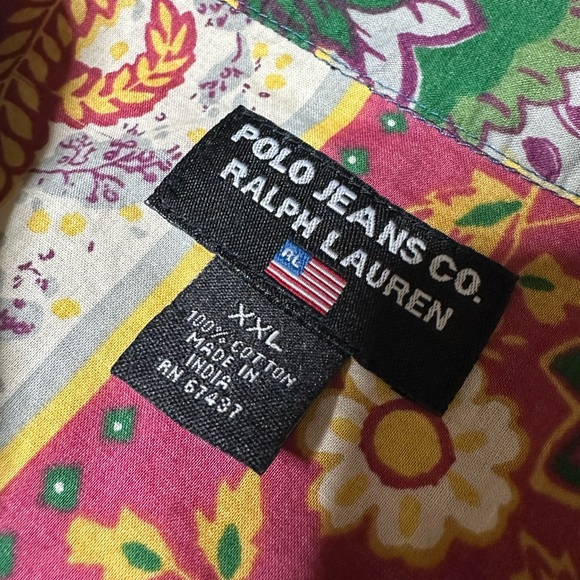 POLO JEANS CO.
RALPH LAUREN
RL
XXL
100% COTTON
MADE IN
INDIA
RN 67437